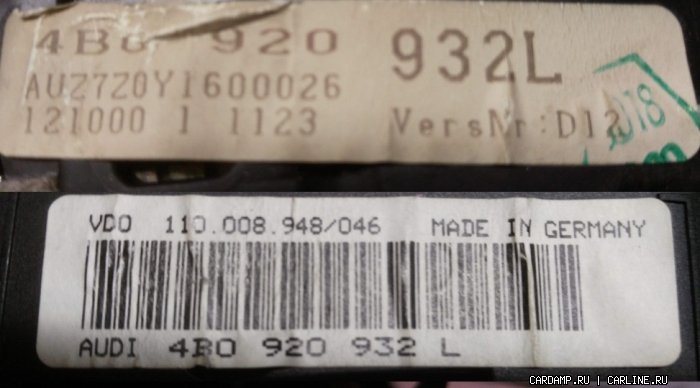 4B0 920 932L
AUZ7Z0Y1600026
121000 1 1123 VersNr:D12
D18
VDO 110.008.948/046 MADE IN GERMANY
AUDI 4B0 920 932 L
CARDAMP.RU | CARLINE.RU